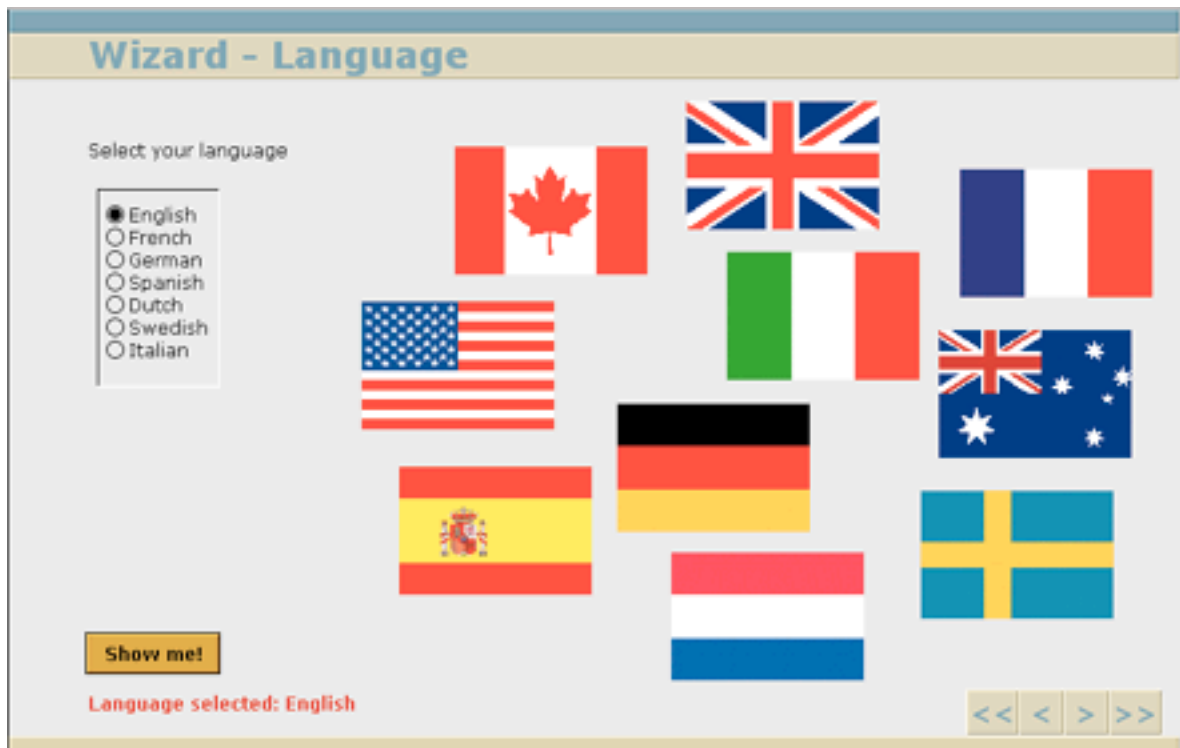 Wizard - Language
Select your language
English
French
German
Spanish
Dutch
Swedish
Italian
Show me!
Language selected: English
<< < > >>